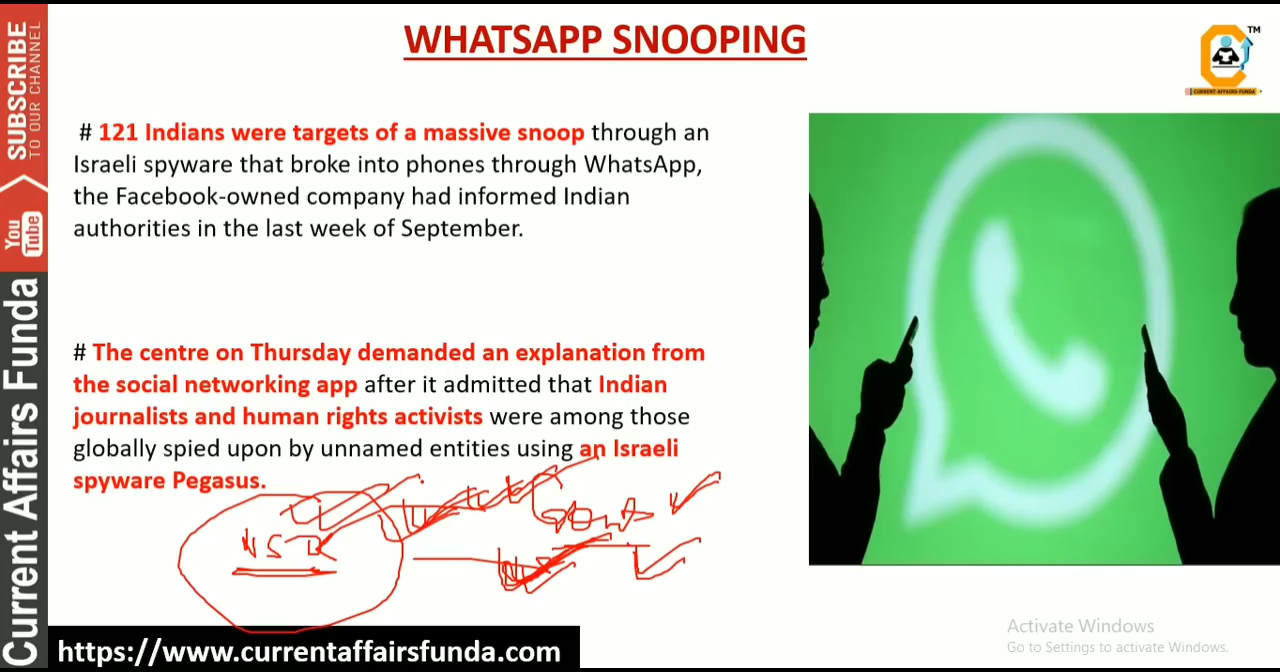 WHATSAPP SNOOPING
TM
CURRENT-AFFAIRS-FUNDA
SUBSCRIBE
TO OUR CHANNEL
You
Tube
Current Affairs Funda
# 121 Indians were targets of a massive snoop through an
Israeli spyware that broke into phones through WhatsApp,
the Facebook-owned company had informed Indian
authorities in the last week of September.
# The centre on Thursday demanded an explanation from
the social networking app after it admitted that Indian
journalists and human rights activists were among those
globally spied upon by unnamed entities using an Israeli
spyware Pegasus.
https://www.currentaffairsfunda.com
Activate Windows
Go to Settings to activate Windows.